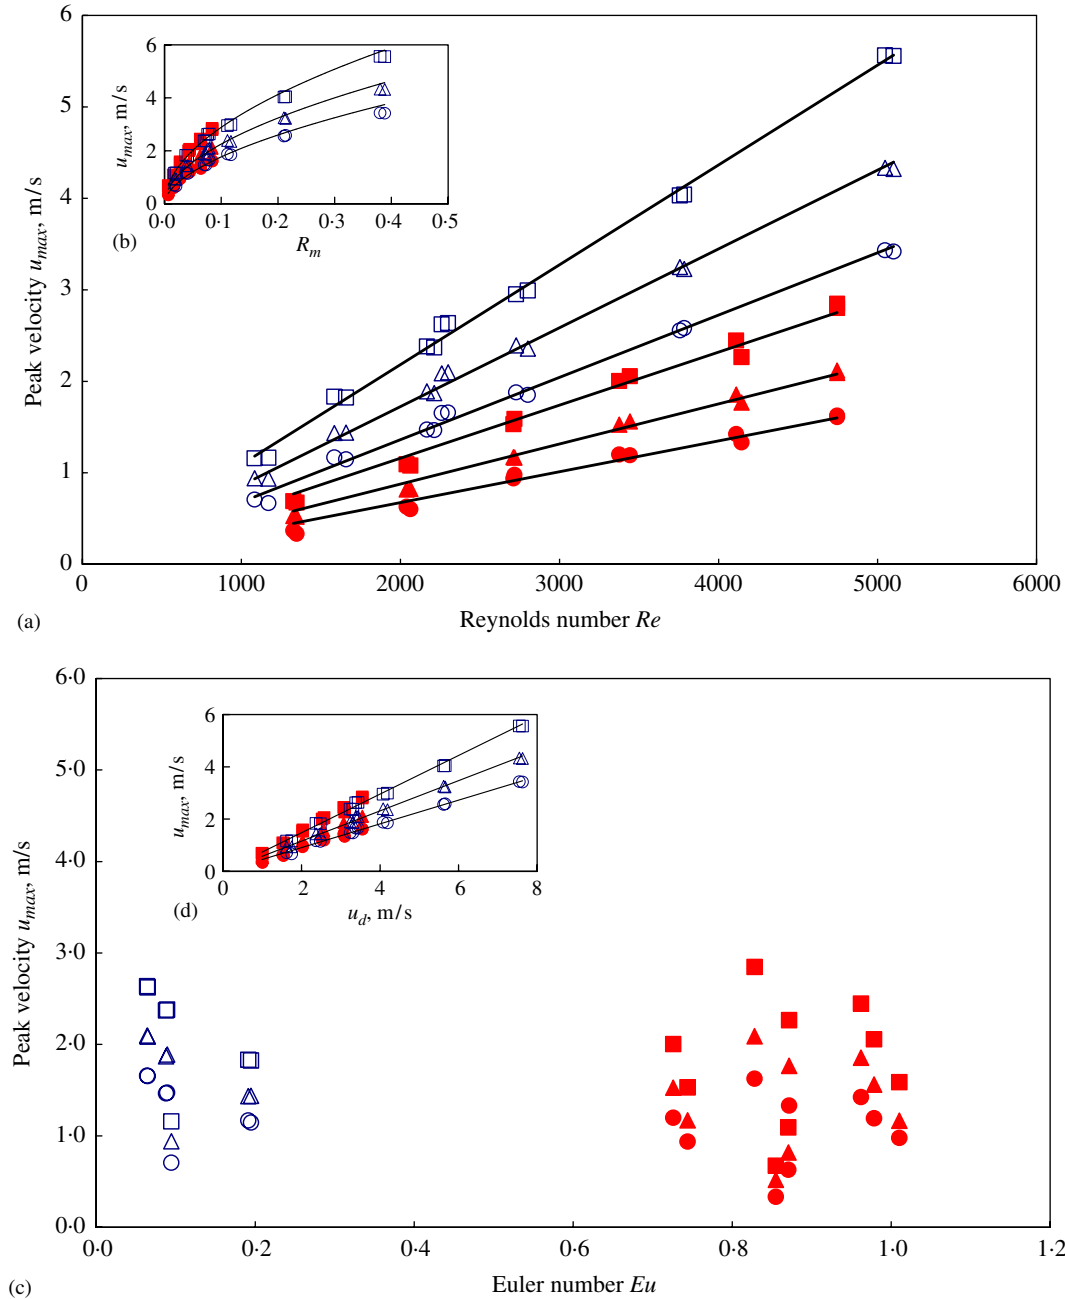 6
5
4
3
2
1
0
Peak velocity u_max, m/s
0 1000 2000 3000 4000 5000 6000
Reynolds number Re
(a)
6
4
2
0
u_max, m/s
0·0 0·1 0·2 0·3 0·4 0·5
R_m
(b)
6·0
5·0
4·0
3·0
2·0
1·0
0·0
Peak velocity u_max, m/s
0·0 0·2 0·4 0·6 0·8 1·0 1·2
Euler number Eu
(c)
6
4
2
0
u_max, m/s
0 2 4 6 8
u_d, m/s
(d)